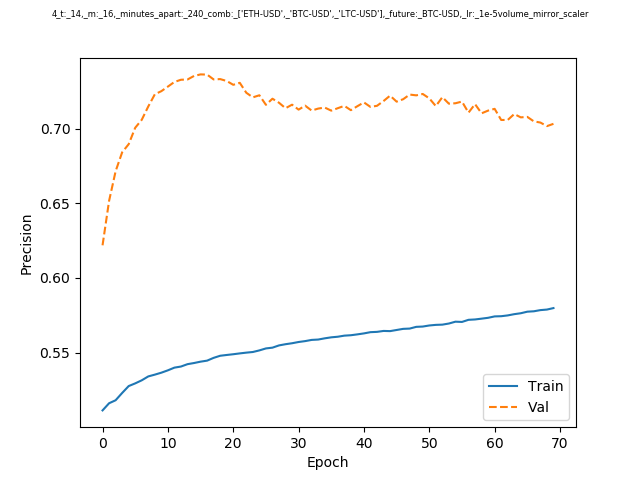 4_t:_14,_m:_16,_minutes_apart:_240_comb:_['ETH-USD',_'BTC-USD',_'LTC-USD'],_future:_BTC-USD,_lr:_1e-5volume_mirror_scaler
0.70
0.65
0.60
0.55
Precision
0 10 20 30 40 50 60 70
Epoch
Train
Val